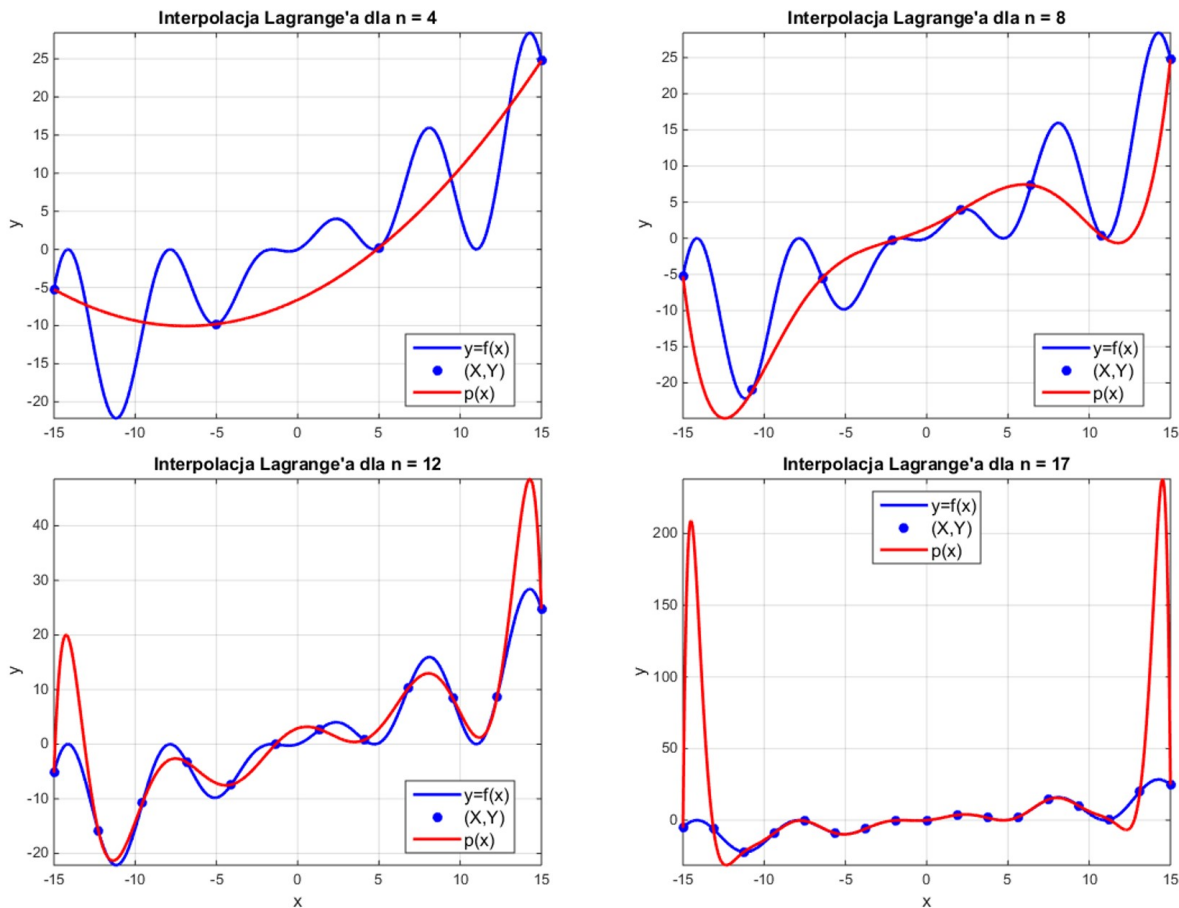 Interpolacja Lagrange'a dla n = 4
25
20
15
10
5
0
-5
-10
-15
-20
y
-15 -10 -5 0 5 10 15
y=f(x)
(X,Y)
p(x)
Interpolacja Lagrange'a dla n = 8
25
20
15
10
5
0
-5
-10
-15
-20
y
-15 -10 -5 0 5 10 15
y=f(x)
(X,Y)
p(x)
Interpolacja Lagrange'a dla n = 12
40
30
20
10
0
-10
-20
y
-15 -10 -5 0 5 10 15
x
y=f(x)
(X,Y)
p(x)
Interpolacja Lagrange'a dla n = 17
200
150
100
50
0
y
-15 -10 -5 0 5 10 15
x
y=f(x)
(X,Y)
p(x)